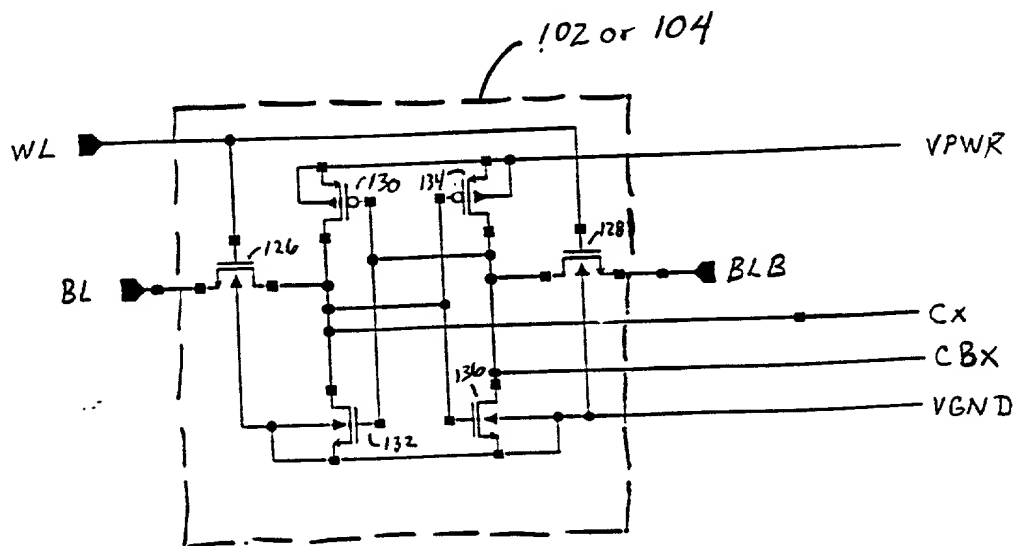 102 or 104
WL
VPWR
130
134
126
128
BL
BLB
Cx
CBX
136
VGND
132